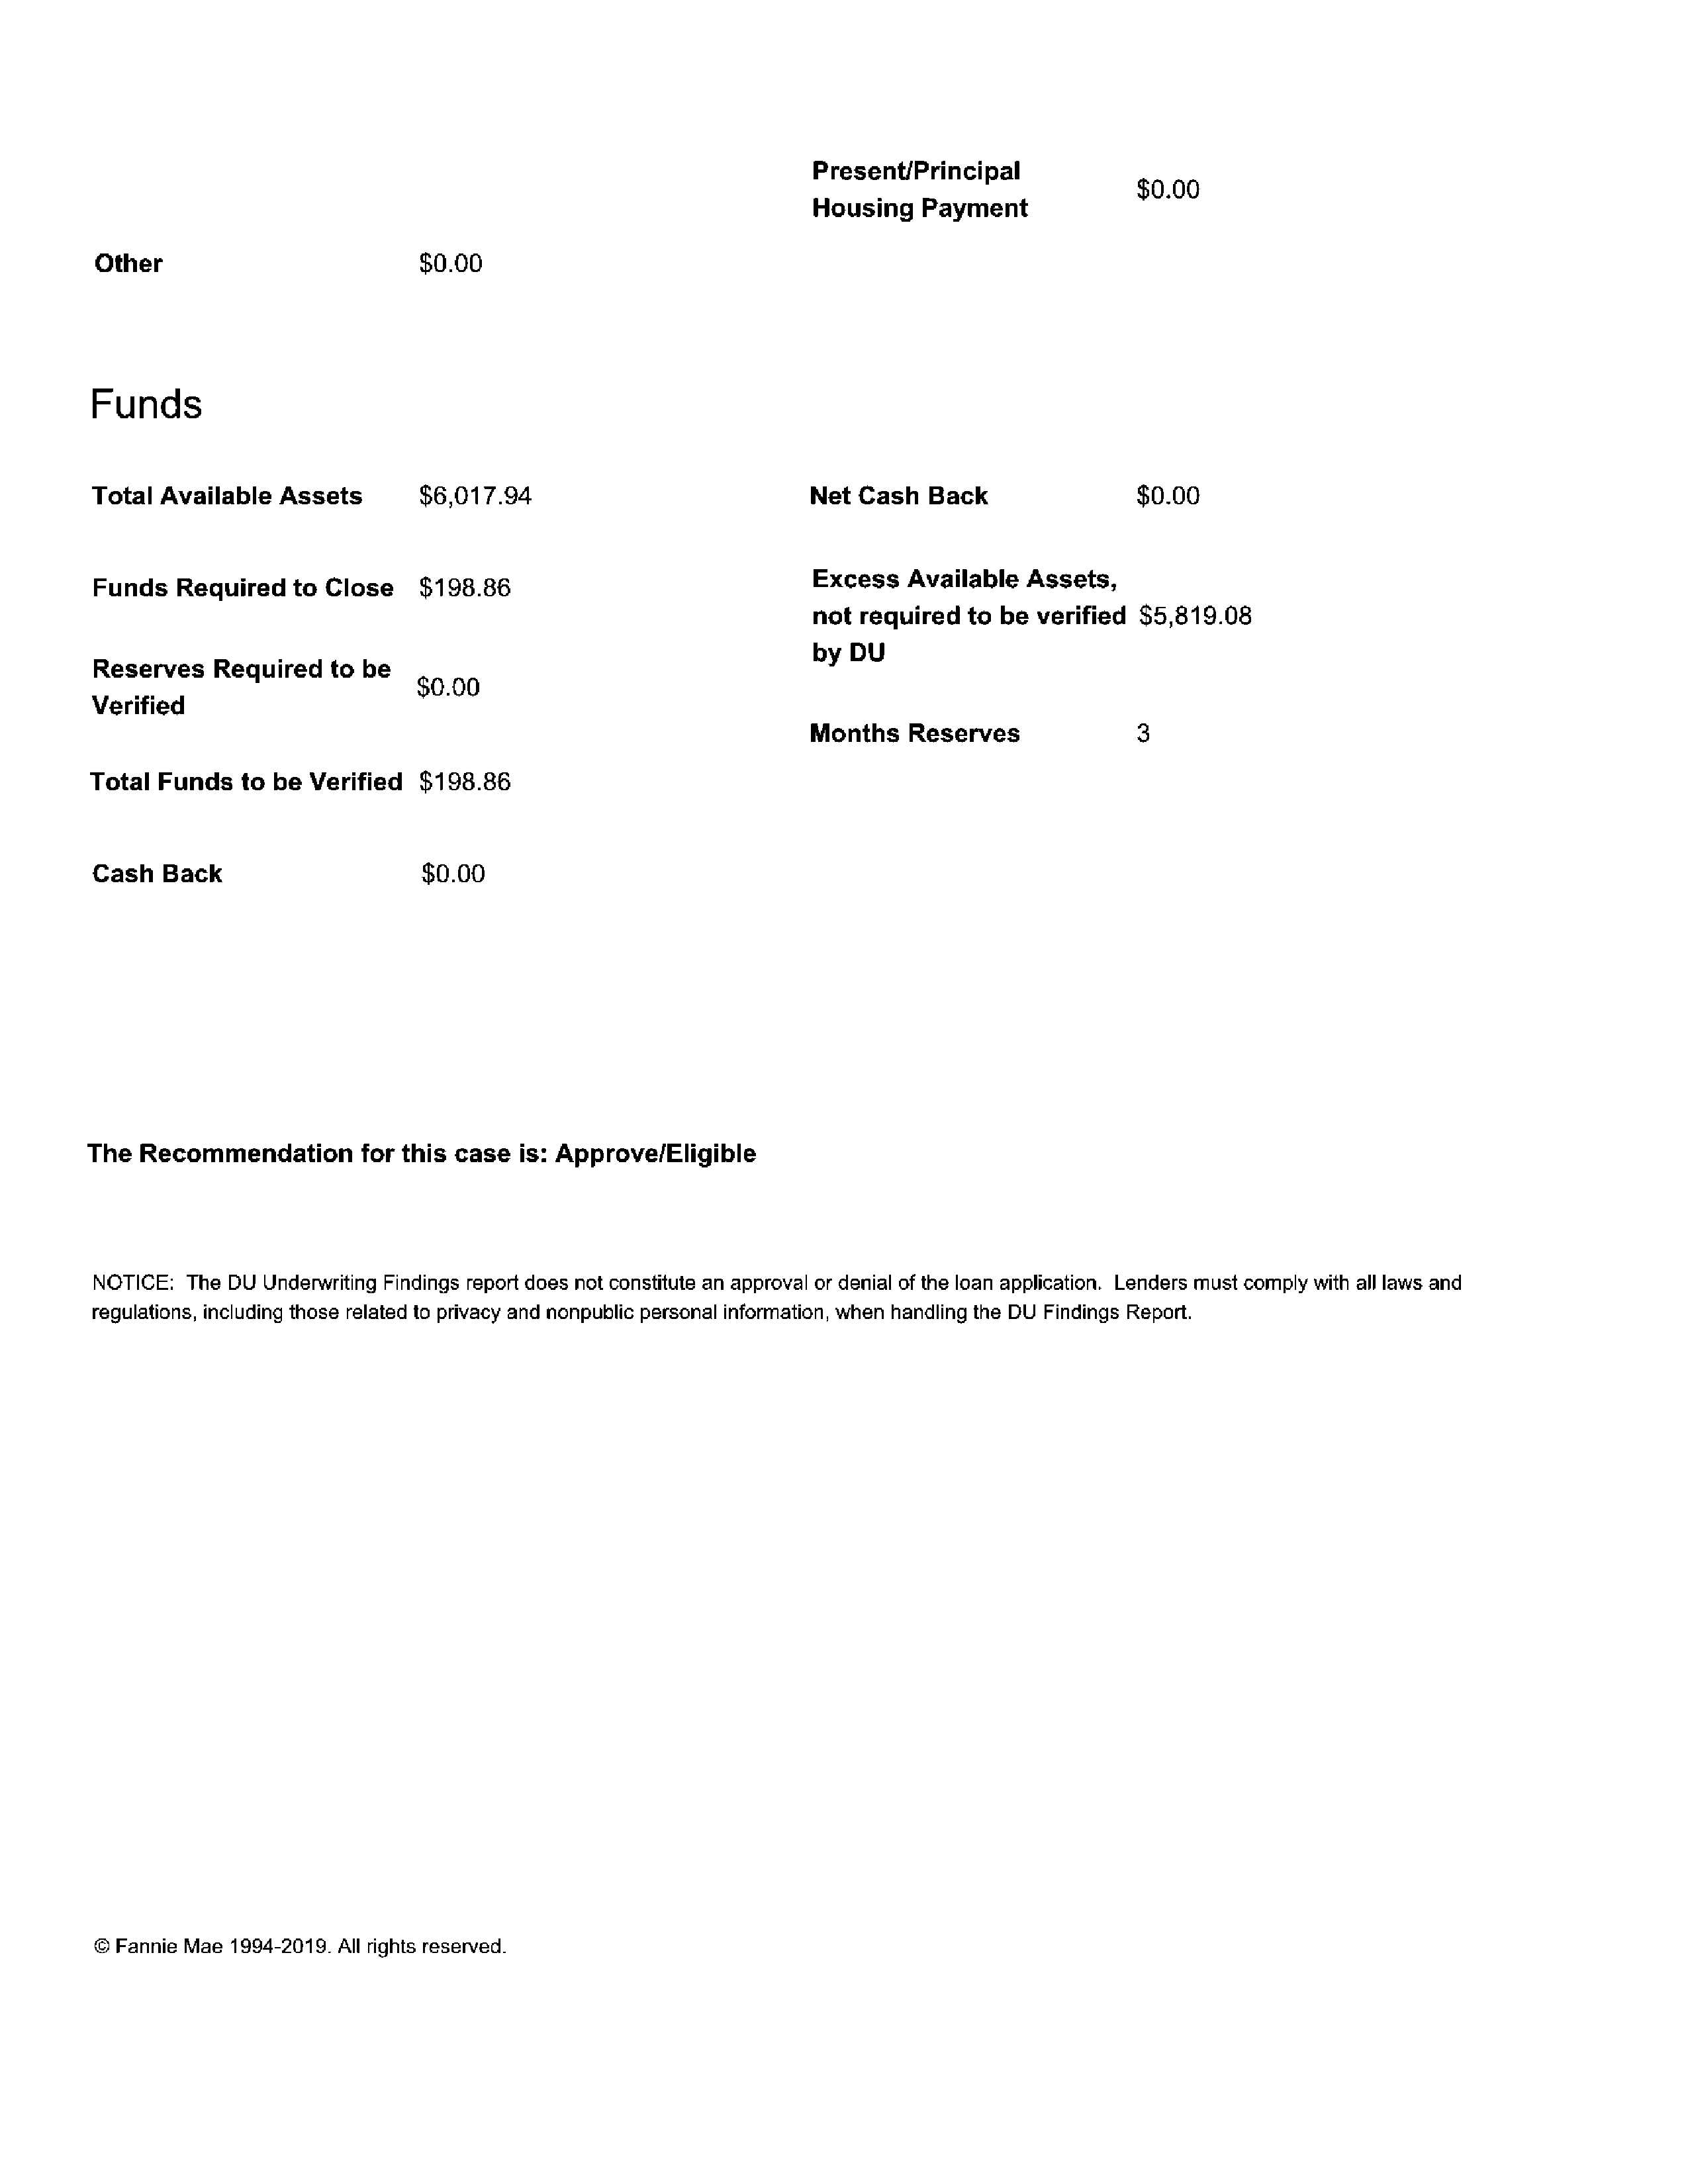 Present/Principal
Housing Payment $0.00
Other $0.00
Funds
Total Available Assets $6,017.94
Funds Required to Close $198.86
Reserves Required to be
Verified $0.00
Total Funds to be Verified $198.86
Cash Back $0.00
Net Cash Back $0.00
Excess Available Assets,
not required to be verified $5,819.08
by DU
Months Reserves 3
The Recommendation for this case is: Approve/Eligible
NOTICE:  The DU Underwriting Findings report does not constitute an approval or denial of the loan application.  Lenders must comply with all laws and
regulations, including those related to privacy and nonpublic personal information, when handling the DU Findings Report.
© Fannie Mae 1994-2019. All rights reserved.